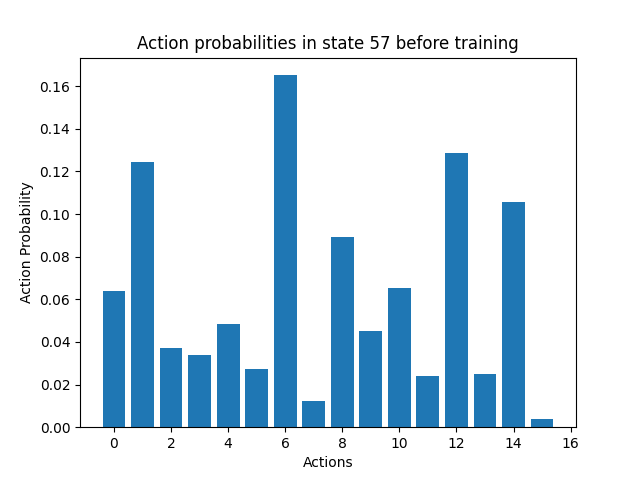 Action probabilities in state 57 before training
0.16
0.14
0.12
0.10
0.08
0.06
0.04
0.02
0.00
Action Probability
0 2 4 6 8 10 12 14 16
Actions